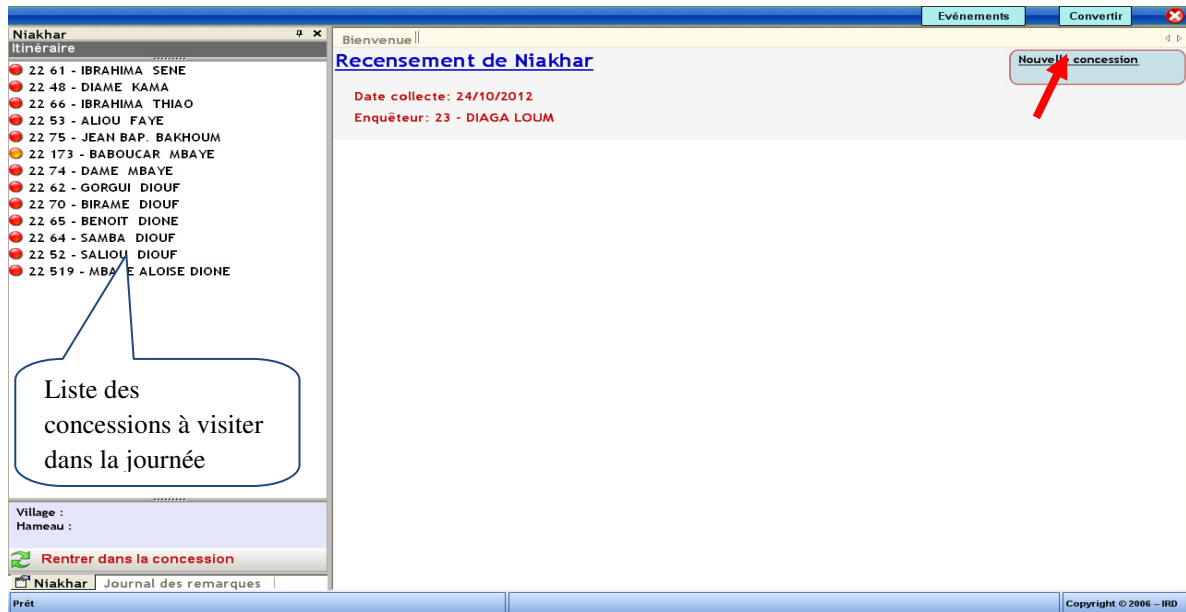 Evénements
Convertir
Niakhar
Itinéraire
22 61 - IBRAHIMA SENE
22 48 - DIAME KAMA
22 66 - IBRAHIMA THIAO
22 53 - ALIOU FAYE
22 75 - JEAN BAP. BAKHOUM
22 173 - BABOUCAR MBAYE
22 74 - DAME MBAYE
22 62 - GORGUI DIOUF
22 70 - BIRAME DIOUF
22 65 - BENOIT DIONE
22 64 - SAMBA DIOUF
22 52 - SALIOU DIOUF
22 519 - ALOISE DIONE
Liste des
concessions à visiter
dans la journée
Village :
Hameau :
Rentrer dans la concession
Niakhar
Journal des remarques
Bienvenue
Recensement de Niakhar
Date collecte: 24/10/2012
Enquêteur: 23 - DIAGA LOUM
Nouvelle concession
Prét
Copyright © 2006 – IRD